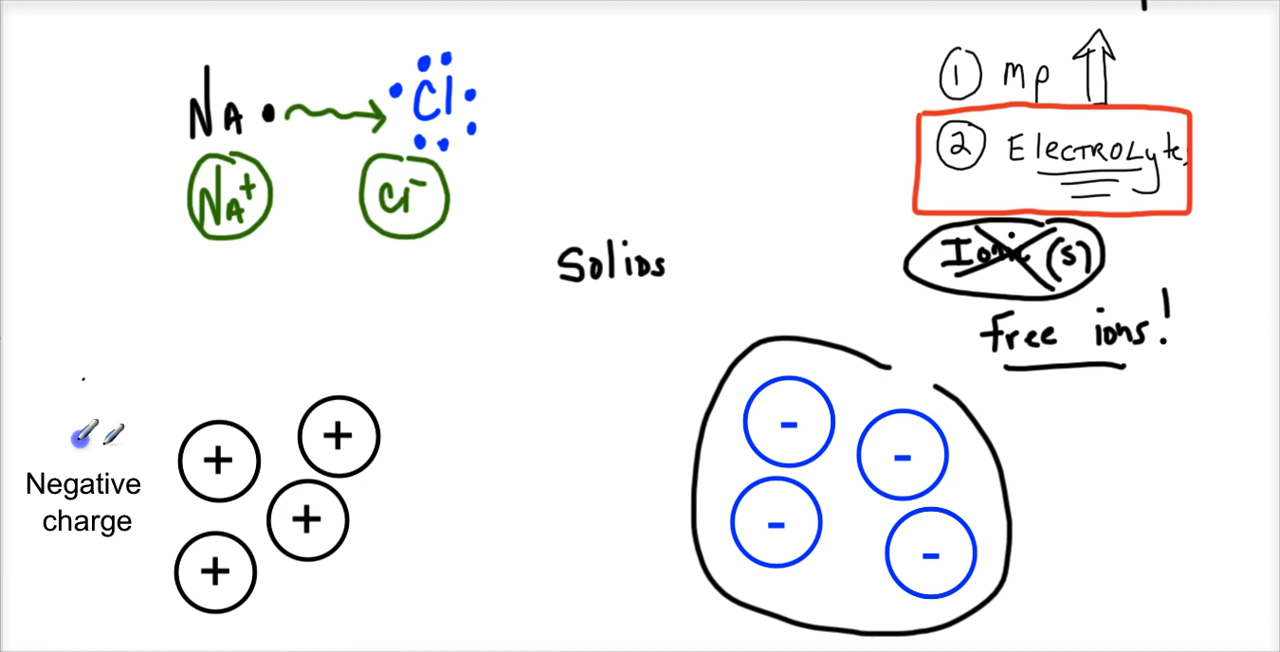 NA • → Cl
NA⁺ Cl⁻
① mp ↑
② ELECTROLyte
Ionic (s)
Free ions!
Solids
Negative
charge
+
+
+
+
-
-
-
-